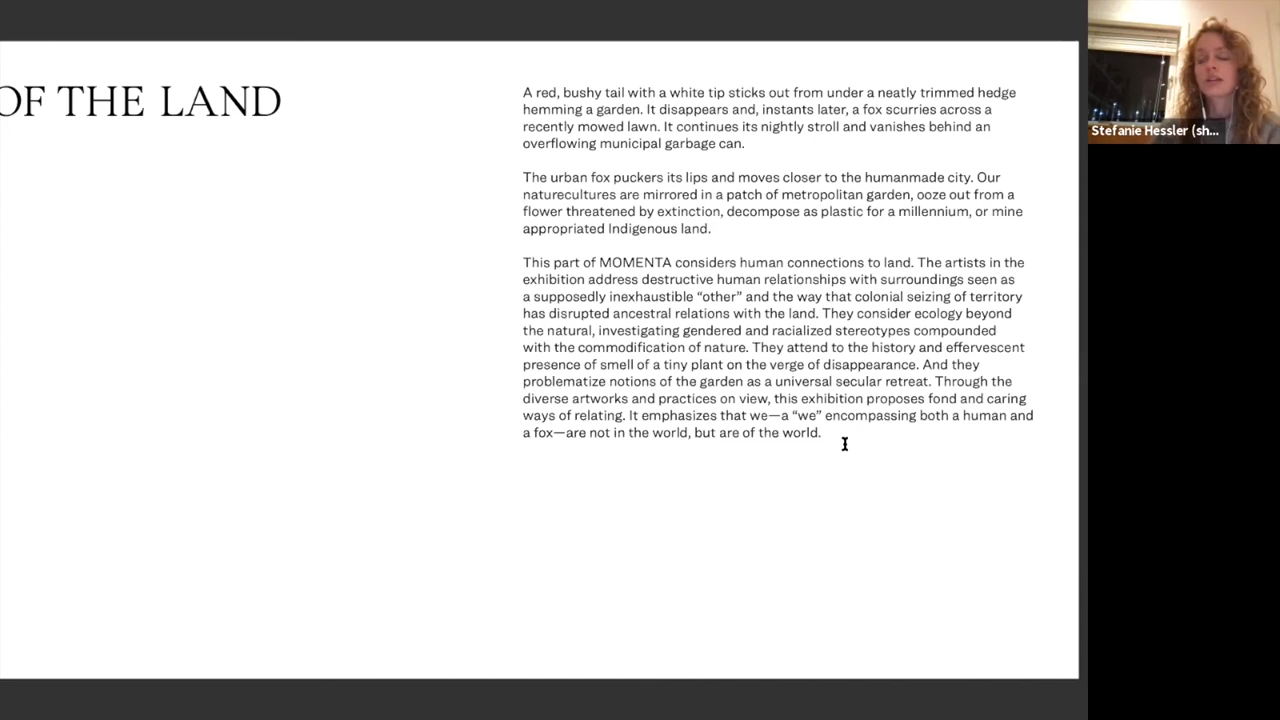 OF THE LAND
A red, bushy tail with a white tip sticks out from under a neatly trimmed hedge
hemming a garden. It disappears and, instants later, a fox scurries across a
recently mowed lawn. It continues its nightly stroll and vanishes behind an
overflowing municipal garbage can.
The urban fox puckers its lips and moves closer to the humanmade city. Our
naturecultures are mirrored in a patch of metropolitan garden, ooze out from a
flower threatened by extinction, decompose as plastic for a millennium, or mine
appropriated Indigenous land.
This part of MOMENTA considers human connections to land. The artists in the
exhibition address destructive human relationships with surroundings seen as
a supposedly inexhaustible “other” and the way that colonial seizing of territory
has disrupted ancestral relations with the land. They consider ecology beyond
the natural, investigating gendered and racialized stereotypes compounded
with the commodification of nature. They attend to the history and effervescent
presence of smell of a tiny plant on the verge of disappearance. And they
problematize notions of the garden as a universal secular retreat. Through the
diverse artworks and practices on view, this exhibition proposes fond and caring
ways of relating. It emphasizes that we—a “we” encompassing both a human and
a fox—are not in the world, but are of the world.
Stefanie Hessler (sh...